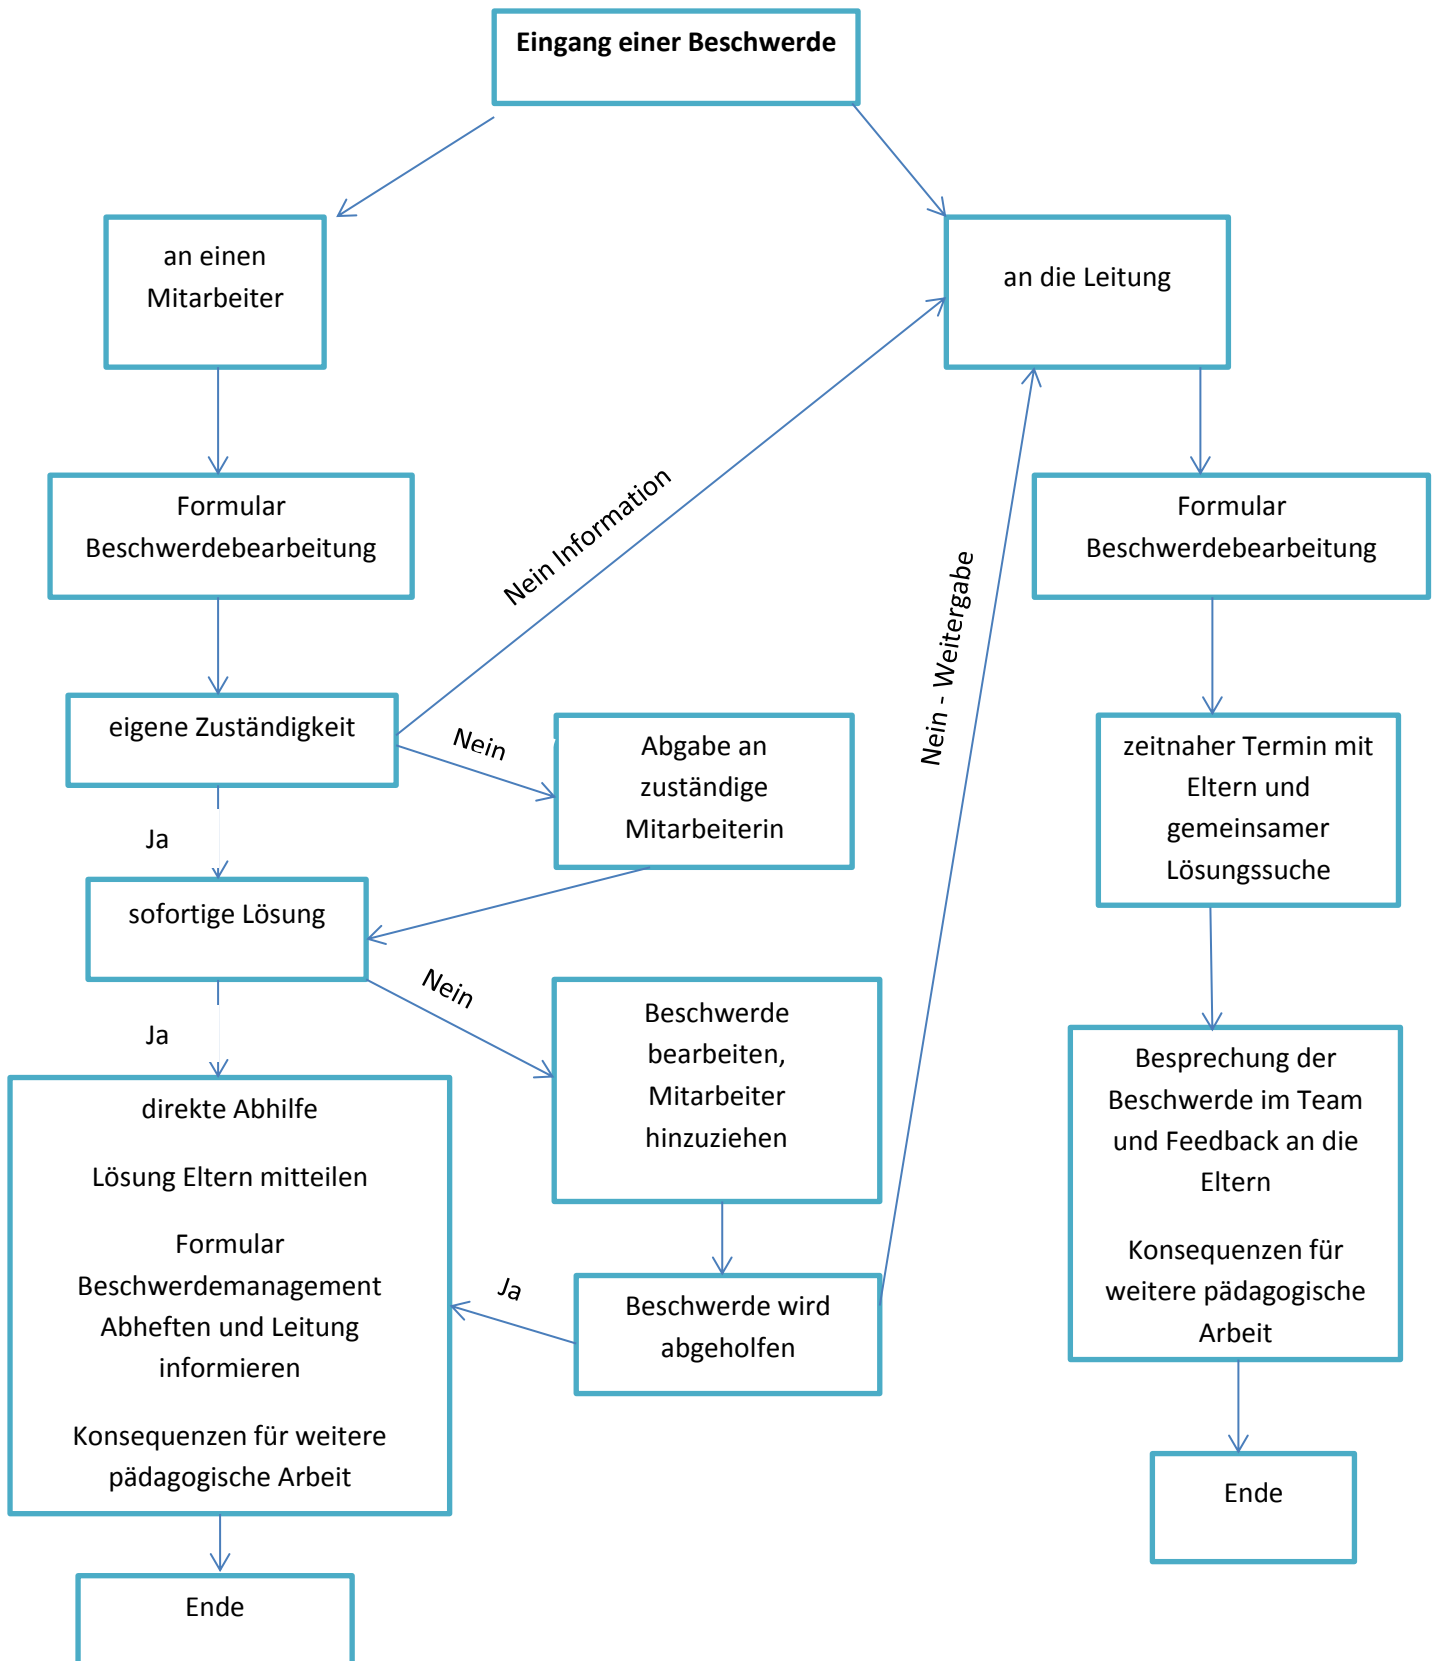 Eingang einer Beschwerde
an einen
Mitarbeiter
an die Leitung
Formular
Beschwerdebearbeitung
Nein Information
Nein - Weitergabe
Formular
Beschwerdebearbeitung
eigene Zuständigkeit
Nein
Abgabe an
zuständige
Mitarbeiterin
zeitnaher Termin mit
Eltern und
gemeinsamer
Lösungssuche
Ja
sofortige Lösung
Nein
Ja
Beschwerde
bearbeiten,
Mitarbeiter
hinzuziehen
Besprechung der
Beschwerde im Team
und Feedback an die
Eltern
Konsequenzen für
weitere pädagogische
Arbeit
direkte Abhilfe
Lösung Eltern mitteilen
Formular
Beschwerdemanagement
Abheften und Leitung
informieren
Konsequenzen für weitere
pädagogische Arbeit
Ja
Beschwerde wird
abgeholfen
Ende
Ende